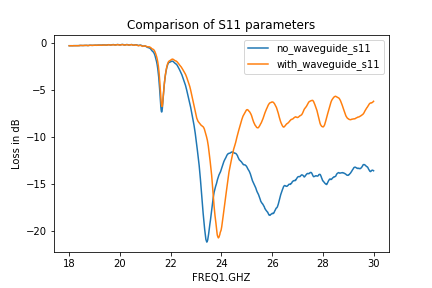 Comparison of S11 parameters
no_waveguide_s11
with_waveguide_s11
Loss in dB
0
−5
−10
−15
−20
18
20
22
24
26
28
30
FREQ1.GHZ